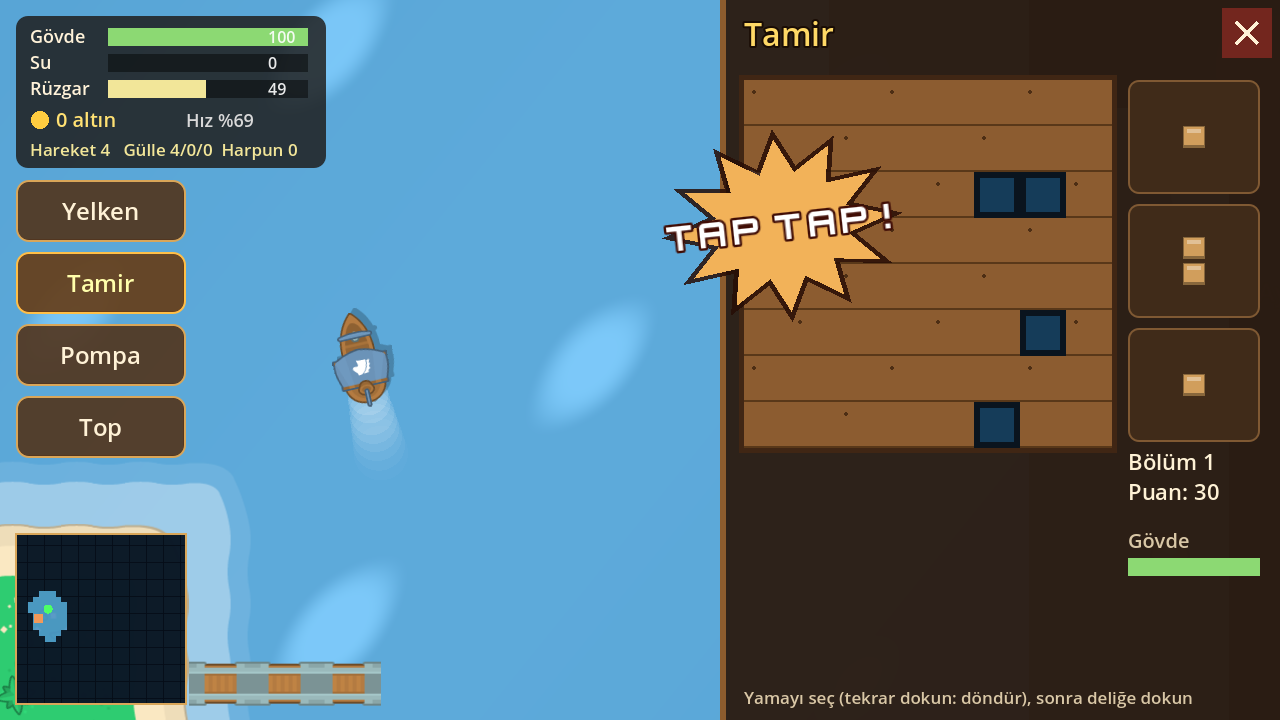 Gövde 100
Su 0
Rüzgar 49
0 altın Hız %69
Hareket 4 Gülle 4/0/0 Harpun 0
Yelken
Tamir
Pompa
Top
Tamir
TAP TAP !
Bölüm 1
Puan: 30
Gövde
Yamayı seç (tekrar dokun: döndür), sonra deliğe dokun